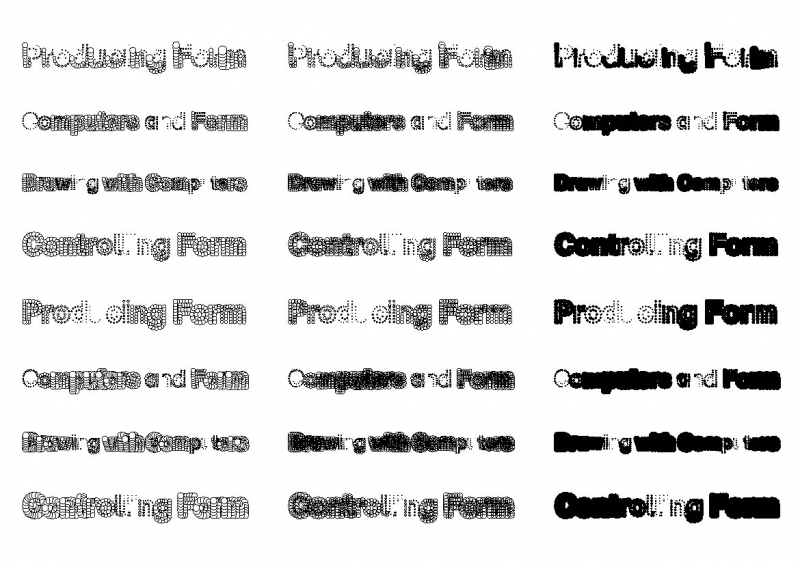 Producing Form Producing Form Producing Form
Computers and Form Computers and Form Computers and Form
Drawing with Computers Drawing with Computers Drawing with Computers
Controlling Form Controlling Form Controlling Form
Producing Form Producing Form Producing Form
Computers and Form Computers and Form Computers and Form
Drawing with Computers Drawing with Computers Drawing with Computers
Controlling Form Controlling Form Controlling Form